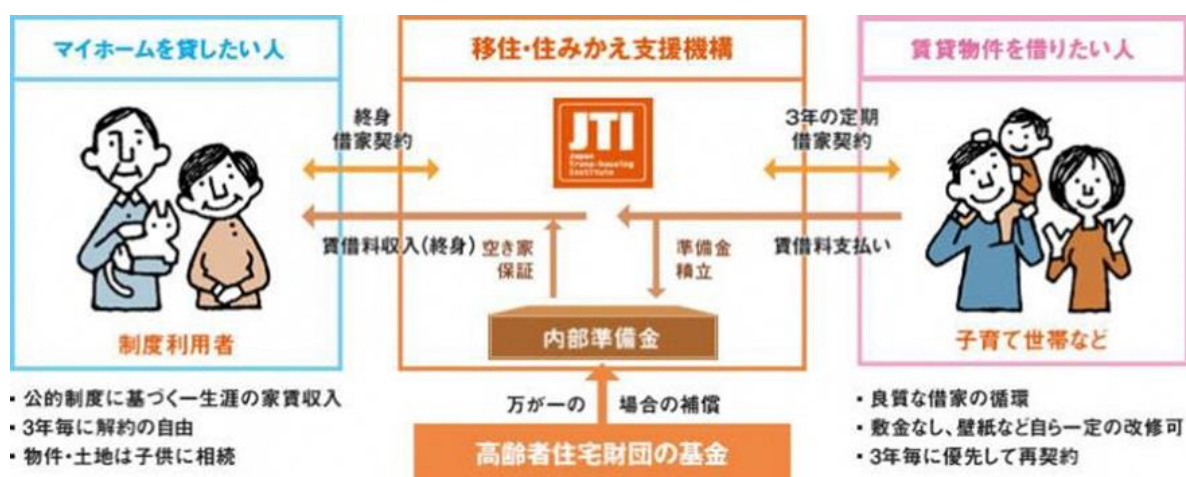 マイホームを貸したい人
移住・住みかえ支援機構
賃貸物件を借りたい人
終身
借家契約
JTI
Japan
Trans-housing
Institute
3年の定期
借家契約
賃借料収入(終身)
空き家
保証
準備金
積立
賃借料支払い
内部準備金
制度利用者
子育て世帯など
・公的制度に基づく一生涯の家賃収入
・3年毎に解約の自由
・物件・土地は子供に相続
万が一の 場合の補償
高齢者住宅財団の基金
・良質な借家の循環
・敷金なし、壁紙など自ら一定の改修可
・3年毎に優先して再契約